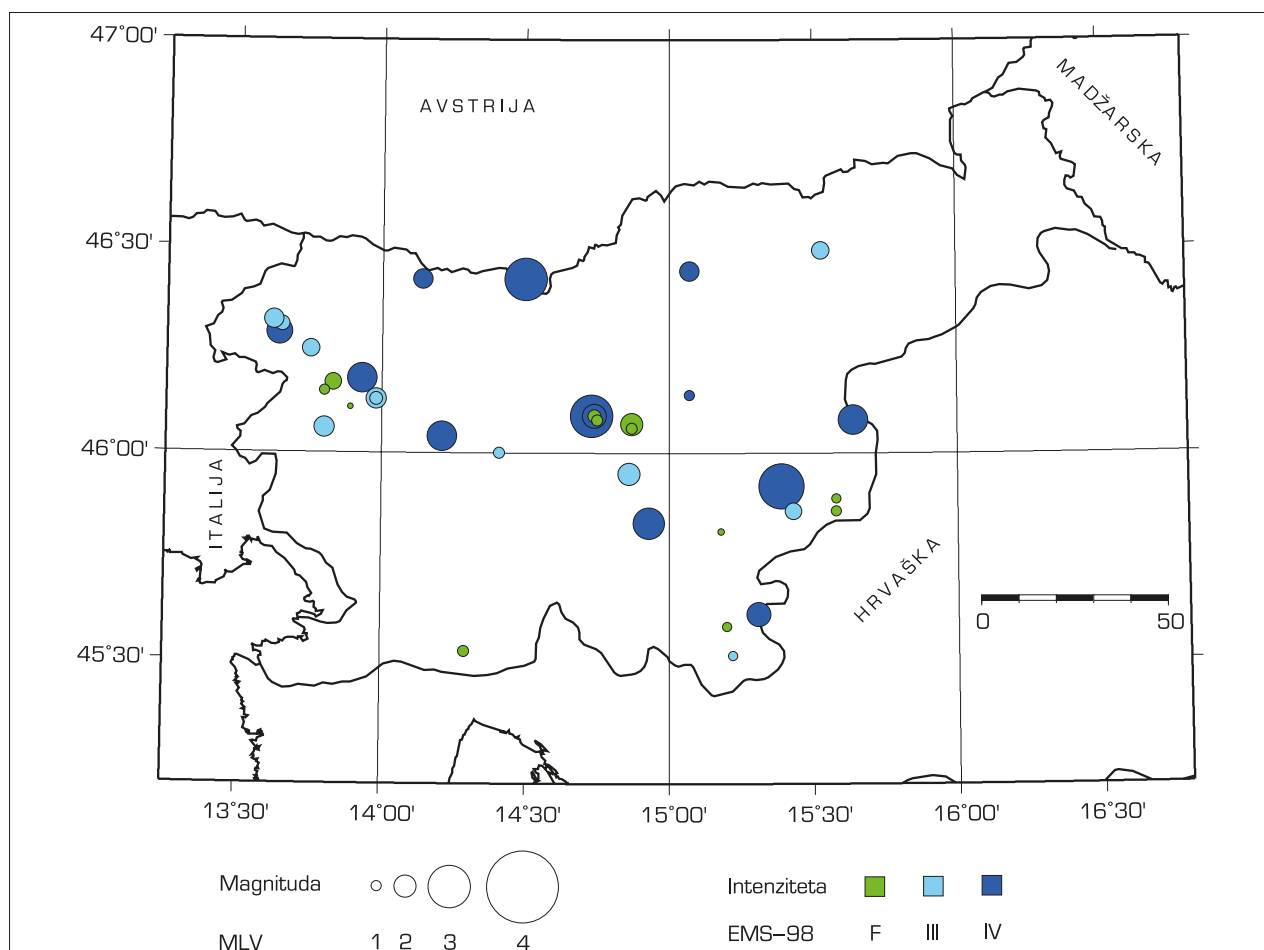 47°00'
AVSTRIJA
MADŽARSKA
46°30'
46°00'
ITALIJA
HRVAŠKA
0 50
45°30'
13°30' 14°00' 14°30' 15°00' 15°30' 16°00' 16°30'
Magnituda
Intenziteta
MLV 1 2 3 4
EMS–98 F III IV